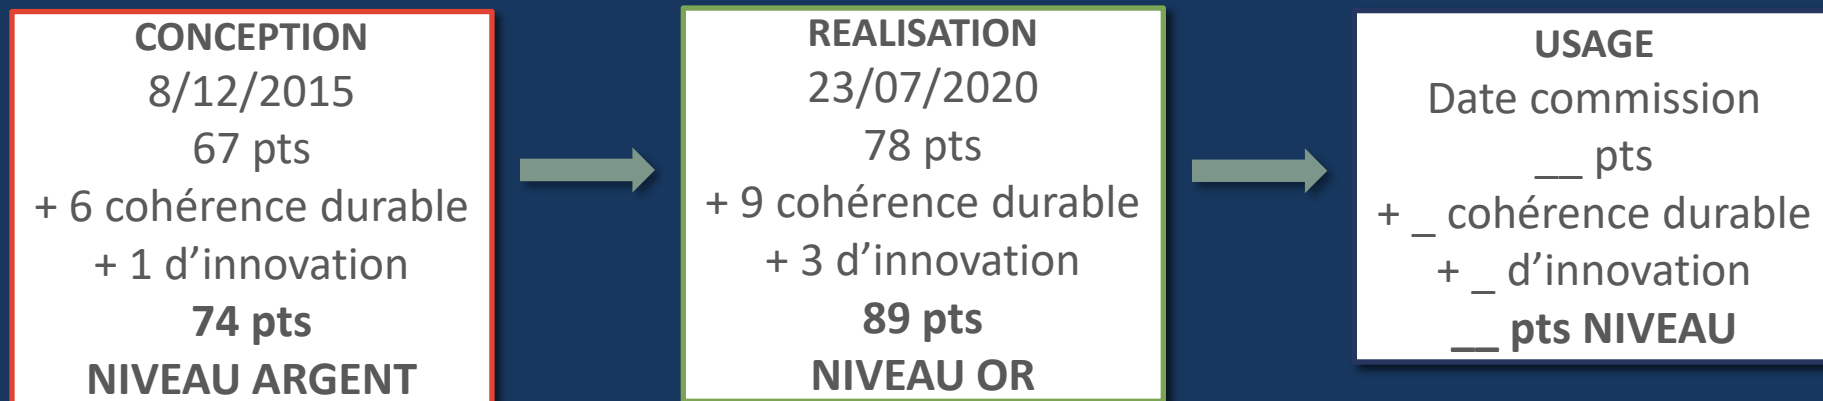 CONCEPTION
8/12/2015
67 pts
+ 6 cohérence durable
+ 1 d’innovation
74 pts
NIVEAU ARGENT
REALISATION
23/07/2020
78 pts
+ 9 cohérence durable
+ 3 d’innovation
89 pts
NIVEAU OR
USAGE
Date commission
__ pts
+ _ cohérence durable
+ _ d’innovation
__ pts NIVEAU